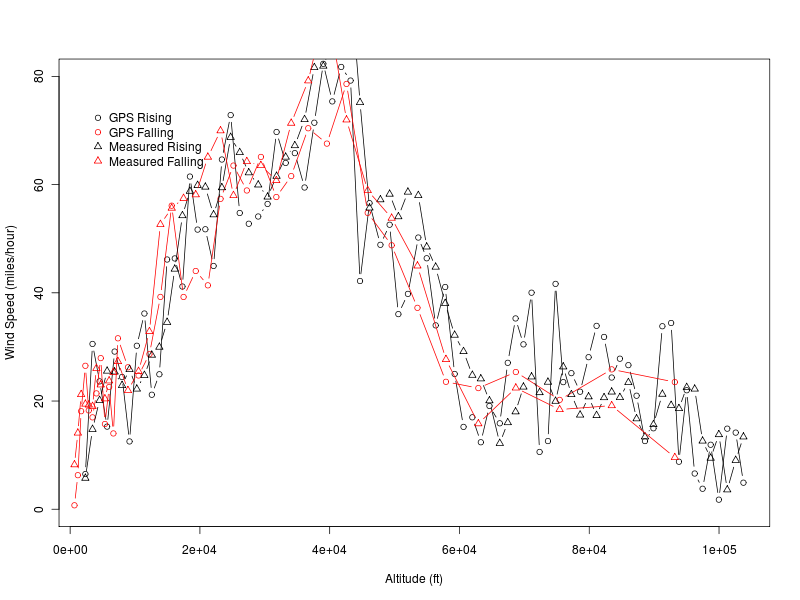 80
60
40
20
0
Wind Speed (miles/hour)
GPS Rising
GPS Falling
Measured Rising
Measured Falling
0e+00 2e+04 4e+04 6e+04 8e+04 1e+05
Altitude (ft)